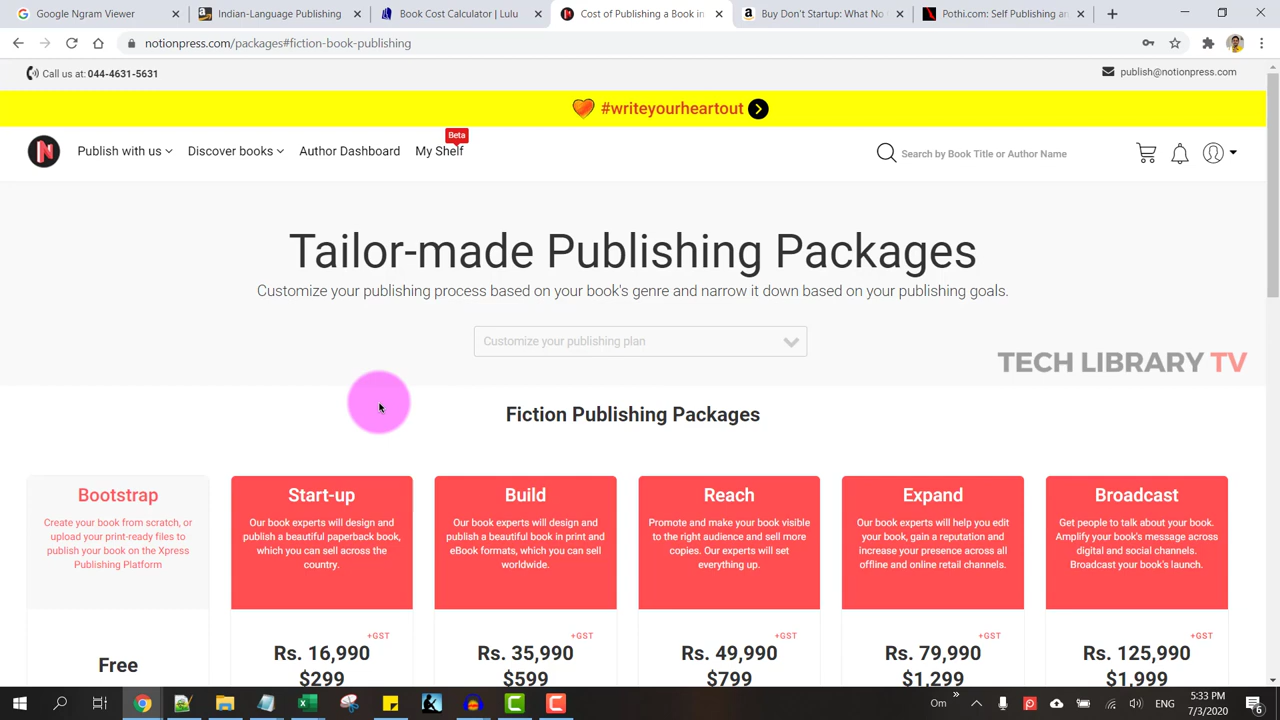 Google Ngram Viewer
Indian-Language Publishing
Book Cost Calculator | Lulu
Cost of Publishing a Book in
Buy Don't Startup: What No
Pothi.com: Self Publishing an
notionpress.com/packages#fiction-book-publishing
Call us at: 044-4631-5631
publish@notionpress.com
#writeyourheartout
Beta
N
Publish with us
Discover books
Author Dashboard
My Shelf
Search by Book Title or Author Name
Tailor-made Publishing Packages
Customize your publishing process based on your book's genre and narrow it down based on your publishing goals.
Customize your publishing plan
TECH LIBRARY TV
Fiction Publishing Packages
Bootstrap
Create your book from scratch, or
upload your print-ready files to
publish your book on the Xpress
Publishing Platform
Free
Start-up
Our book experts will design and
publish a beautiful paperback book,
which you can sell across the
country.
+GST
Rs. 16,990
$299
Build
Our book experts will design and
publish a beautiful book in print and
eBook formats, which you can sell
worldwide.
+GST
Rs. 35,990
$599
Reach
Promote and make your book visible
to the right audience and sell more
copies. Our experts will set
everything up.
+GST
Rs. 49,990
$799
Expand
Our book experts will help you edit
your book, gain a reputation and
increase your presence across all
offline and online retail channels.
+GST
Rs. 79,990
$1,299
Broadcast
Get people to talk about your book.
Amplify your book's message across
digital and social channels.
Broadcast your book's launch.
+GST
Rs. 125,990
$1,999
Om
ENG
5:33 PM
7/3/2020
6